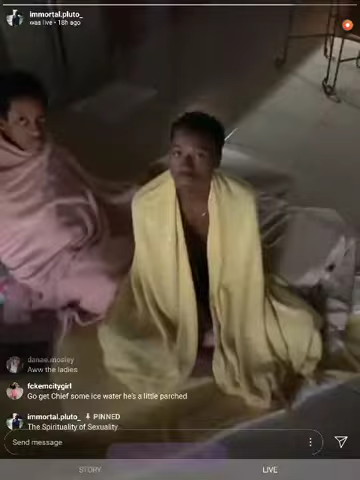 immortal.pluto_
was live • 18h ago
danae.mosley
Aww the ladies
fckemcitygirl
Go get Chief some ice water he's a little parched
immortal.pluto_ PINNED
The Spirituality of Sexuality
Send message
STORY LIVE